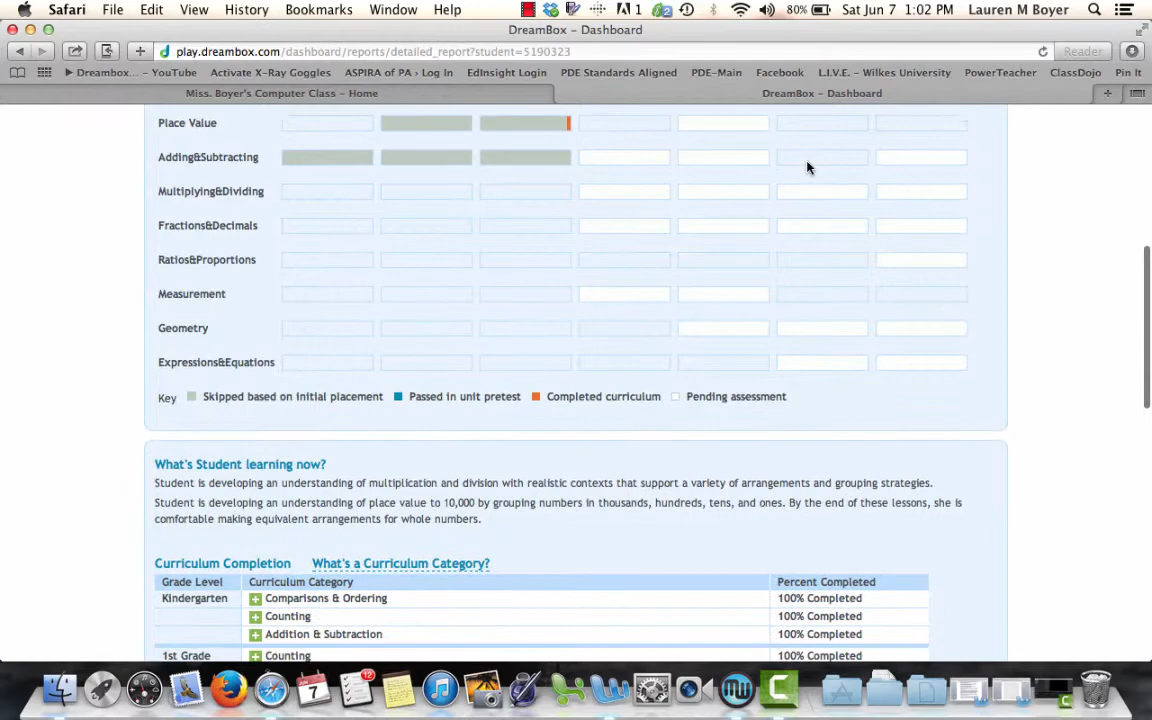 Safari File Edit View History Bookmarks Window Help 1 2 80% Sat Jun 7 1:02 PM Lauren M Boyer
DreamBox – Dashboard
play.dreambox.com/dashboard/reports/detailed_report?student=5190323 Reader
Dreambox... – YouTube Activate X-Ray Goggles ASPIRA of PA › Log In EdInsight Login PDE Standards Aligned PDE-Main Facebook L.I.V.E. – Wilkes University PowerTeacher ClassDojo Pin It
Miss. Boyer's Computer Class – Home DreamBox – Dashboard
Place Value
Adding&Subtracting
Multiplying&Dividing
Fractions&Decimals
Ratios&Proportions
Measurement
Geometry
Expressions&Equations
Key Skipped based on initial placement Passed in unit pretest Completed curriculum Pending assessment
What's Student learning now?
Student is developing an understanding of multiplication and division with realistic contexts that support a variety of arrangements and grouping strategies.
Student is developing an understanding of place value to 10,000 by grouping numbers in thousands, hundreds, tens, and ones. By the end of these lessons, she is
comfortable making equivalent arrangements for whole numbers.
Curriculum Completion What's a Curriculum Category?
Grade Level Curriculum Category Percent Completed
Kindergarten Comparisons & Ordering 100% Completed
Counting 100% Completed
Addition & Subtraction 100% Completed
1st Grade Counting 100% Completed
7 12